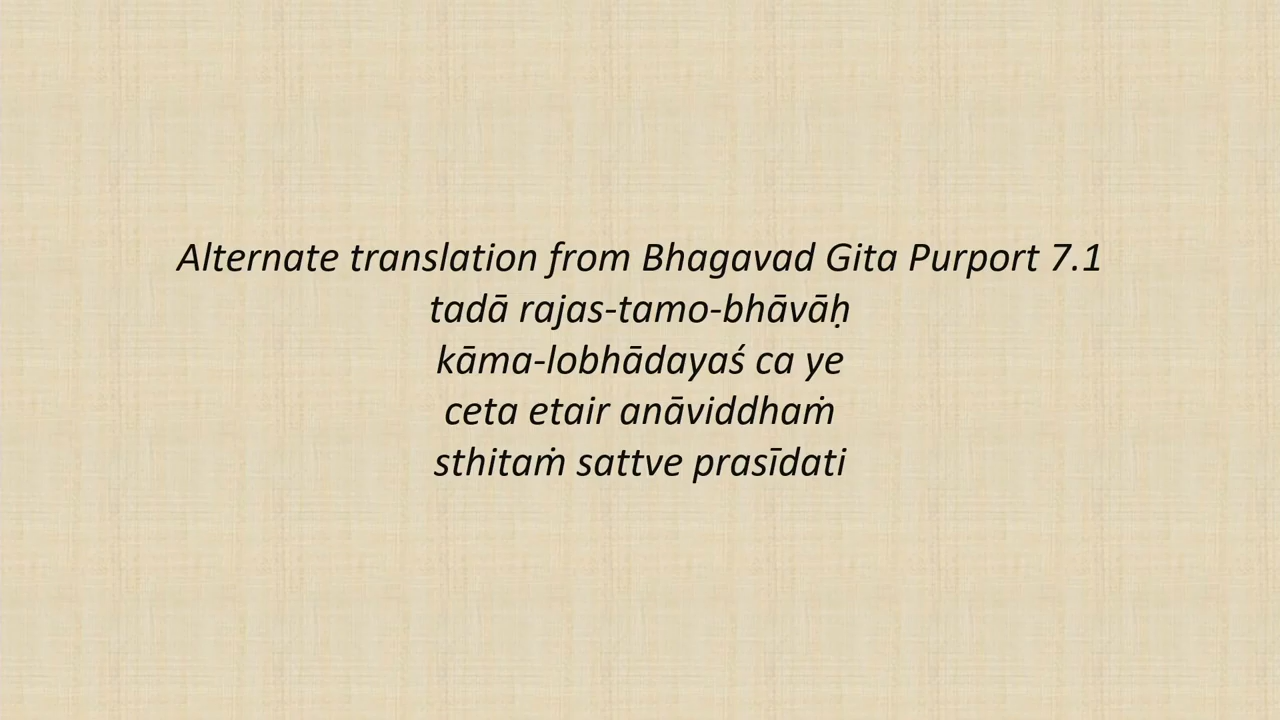 Alternate translation from Bhagavad Gita Purport 7.1
tadā rajas-tamo-bhāvāḥ
kāma-lobhādayaś ca ye
ceta etair anāviddhaṁ
sthitaṁ sattve prasīdati